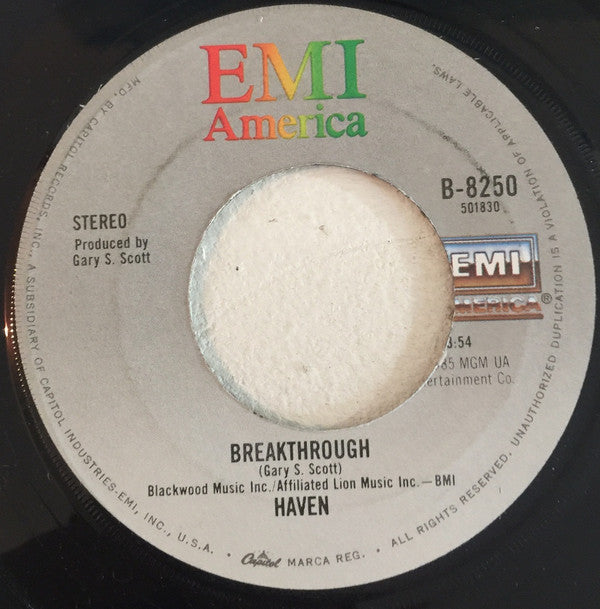 EMI
America
B-8250
501830
STEREO
Produced by
Gary S. Scott
EMI
AMERICA®
:54
85 MGM UA
ertainment Co.
BREAKTHROUGH
(Gary S. Scott)
Blackwood Music Inc./Affiliated Lion Music Inc.—BMI
HAVEN
MFD. BY CAPITOL RECORDS, INC., A SUBSIDIARY OF CAPITOL INDUSTRIES-EMI, INC., U.S.A. • Capitol MARCA REG. • ALL RIGHTS RESERVED. UNAUTHORIZED DUPLICATION IS A VIOLATION OF APPLICABLE LAWS.